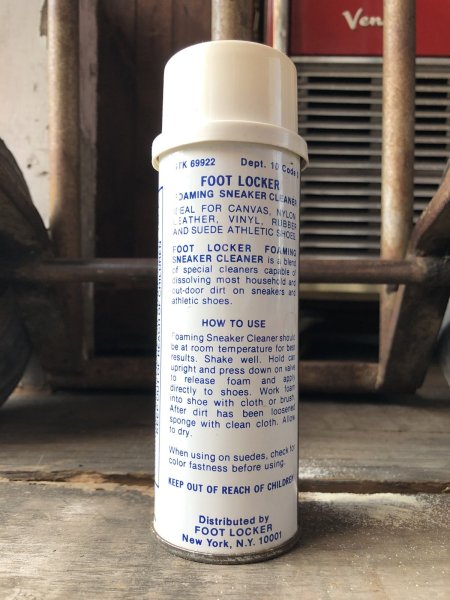 Ven
STK 69922 Dept. 10 Code
FOOT LOCKER
FOAMING SNEAKER CLEANER
IDEAL FOR CANVAS, NYLON
LEATHER, VINYL, RUBBER
AND SUEDE ATHLETIC SHOES
FOOT LOCKER FOAMING
SNEAKER CLEANER is a blend
of special cleaners capable of
dissolving most household and
out-door dirt on sneakers and
athletic shoes.
HOW TO USE
Foaming Sneaker Cleaner should
be at room temperature for best
results. Shake well. Hold can
upright and press down on valve
to release foam and apply
directly to shoes. Work foam
into shoe with cloth or brush.
After dirt has been loosened
sponge with clean cloth. Allow
to dry.
When using on suedes, check for
color fastness before using.
KEEP OUT OF REACH OF CHILDREN
Distributed by
FOOT LOCKER
New York, N.Y. 10001